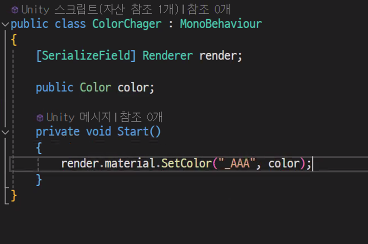 Unity 스크립트(자산 참조 1개)|참조 0개
public class ColorChager : MonoBehaviour
{
[SerializeField] Renderer render;
public Color color;
Unity 메시지|참조 0개
private void Start()
{
render.material.SetColor("_AAA", color);
}
}